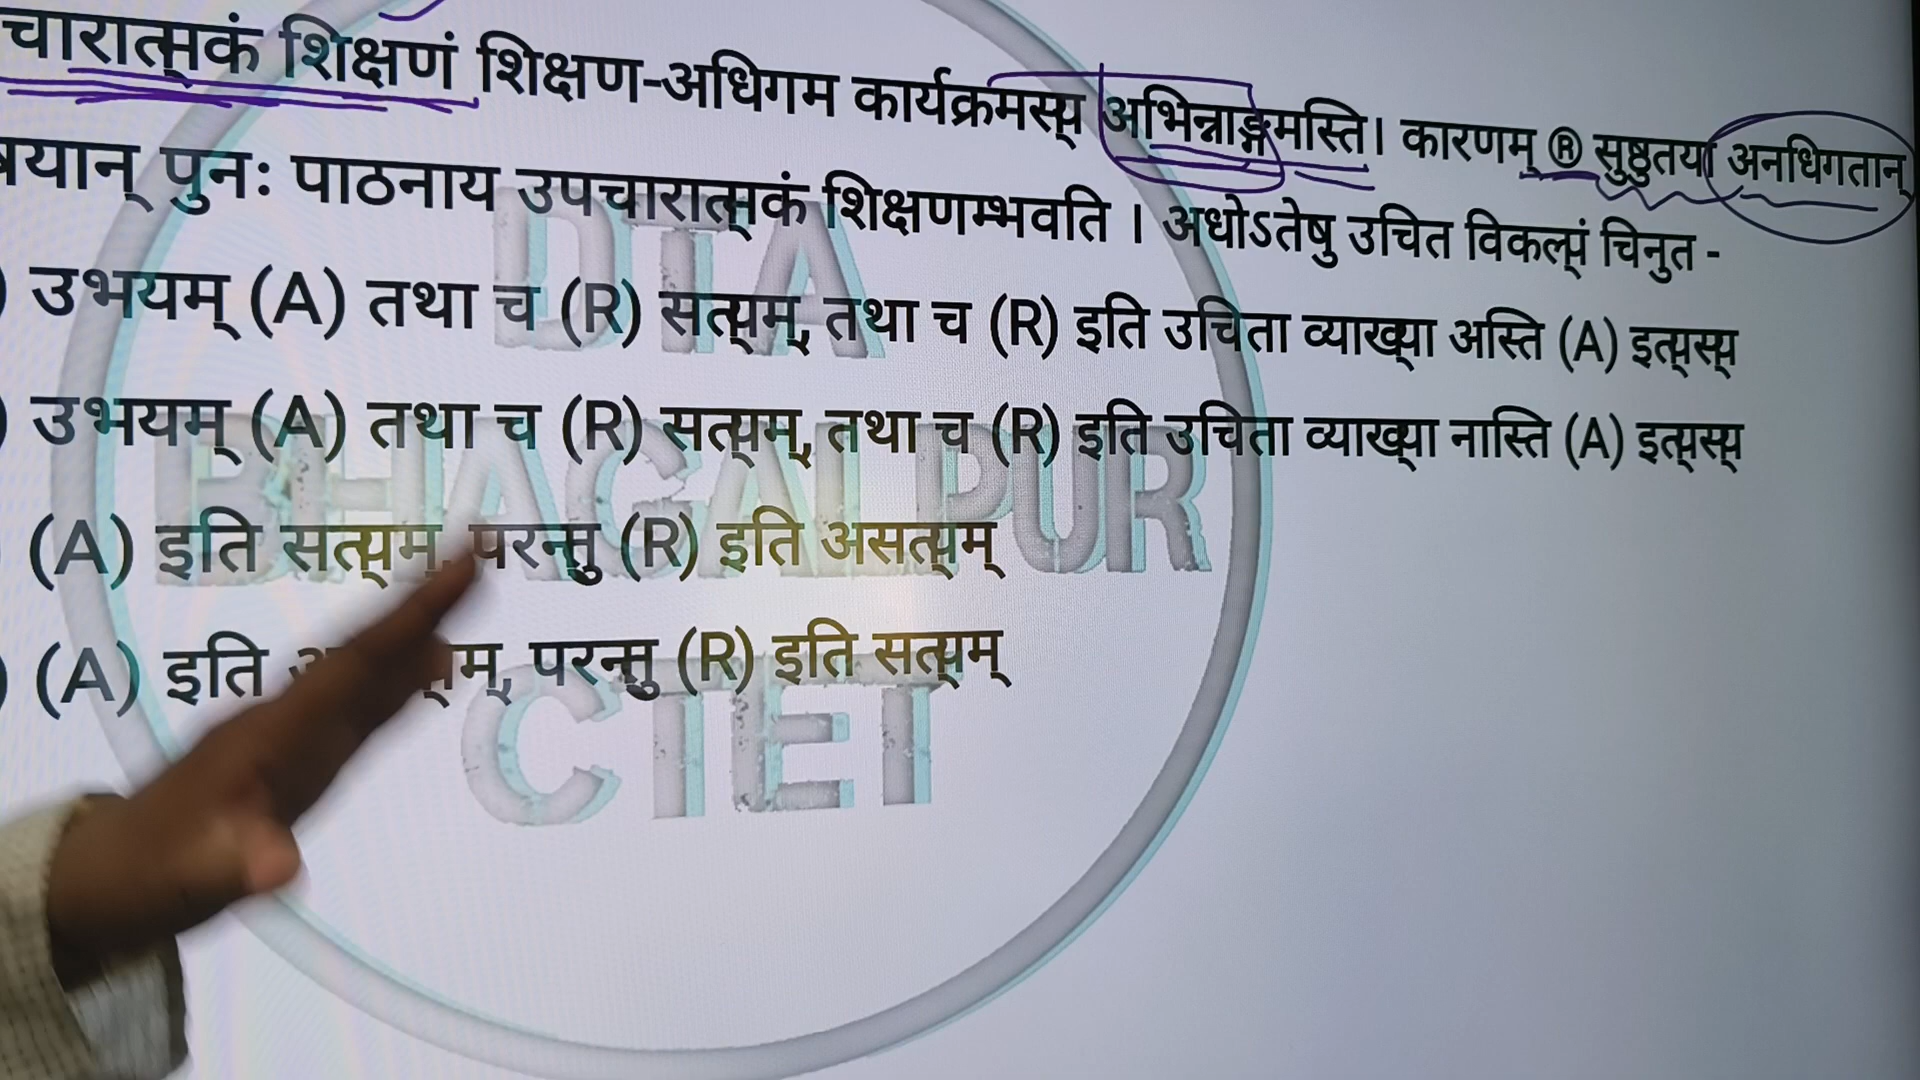 चारात्मकं शिक्षणं शिक्षण-अधिगम कार्यक्रमस्य अभिन्नाङ्गमस्ति। कारणम् ® सुष्ठुतया अनधिगतान्
षयान् पुनः पाठनाय उपचारात्मकं शिक्षणम्भवति । अधोऽतेषु उचित विकल्पं चिनुत -
) उभयम् (A) तथा च (R) सत्यम्, तथा च (R) इति उचिता व्याख्या अस्ति (A) इत्यस्य
) उभयम् (A) तथा च (R) सत्यम्, तथा च (R) इति उचिता व्याख्या नास्ति (A) इत्यस्य
(A) इति सत्यम्, परन्तु (R) इति असत्यम्
) (A) इति परन्तु (R) इति सत्यम्
DTA
BHAGALPUR
CTET